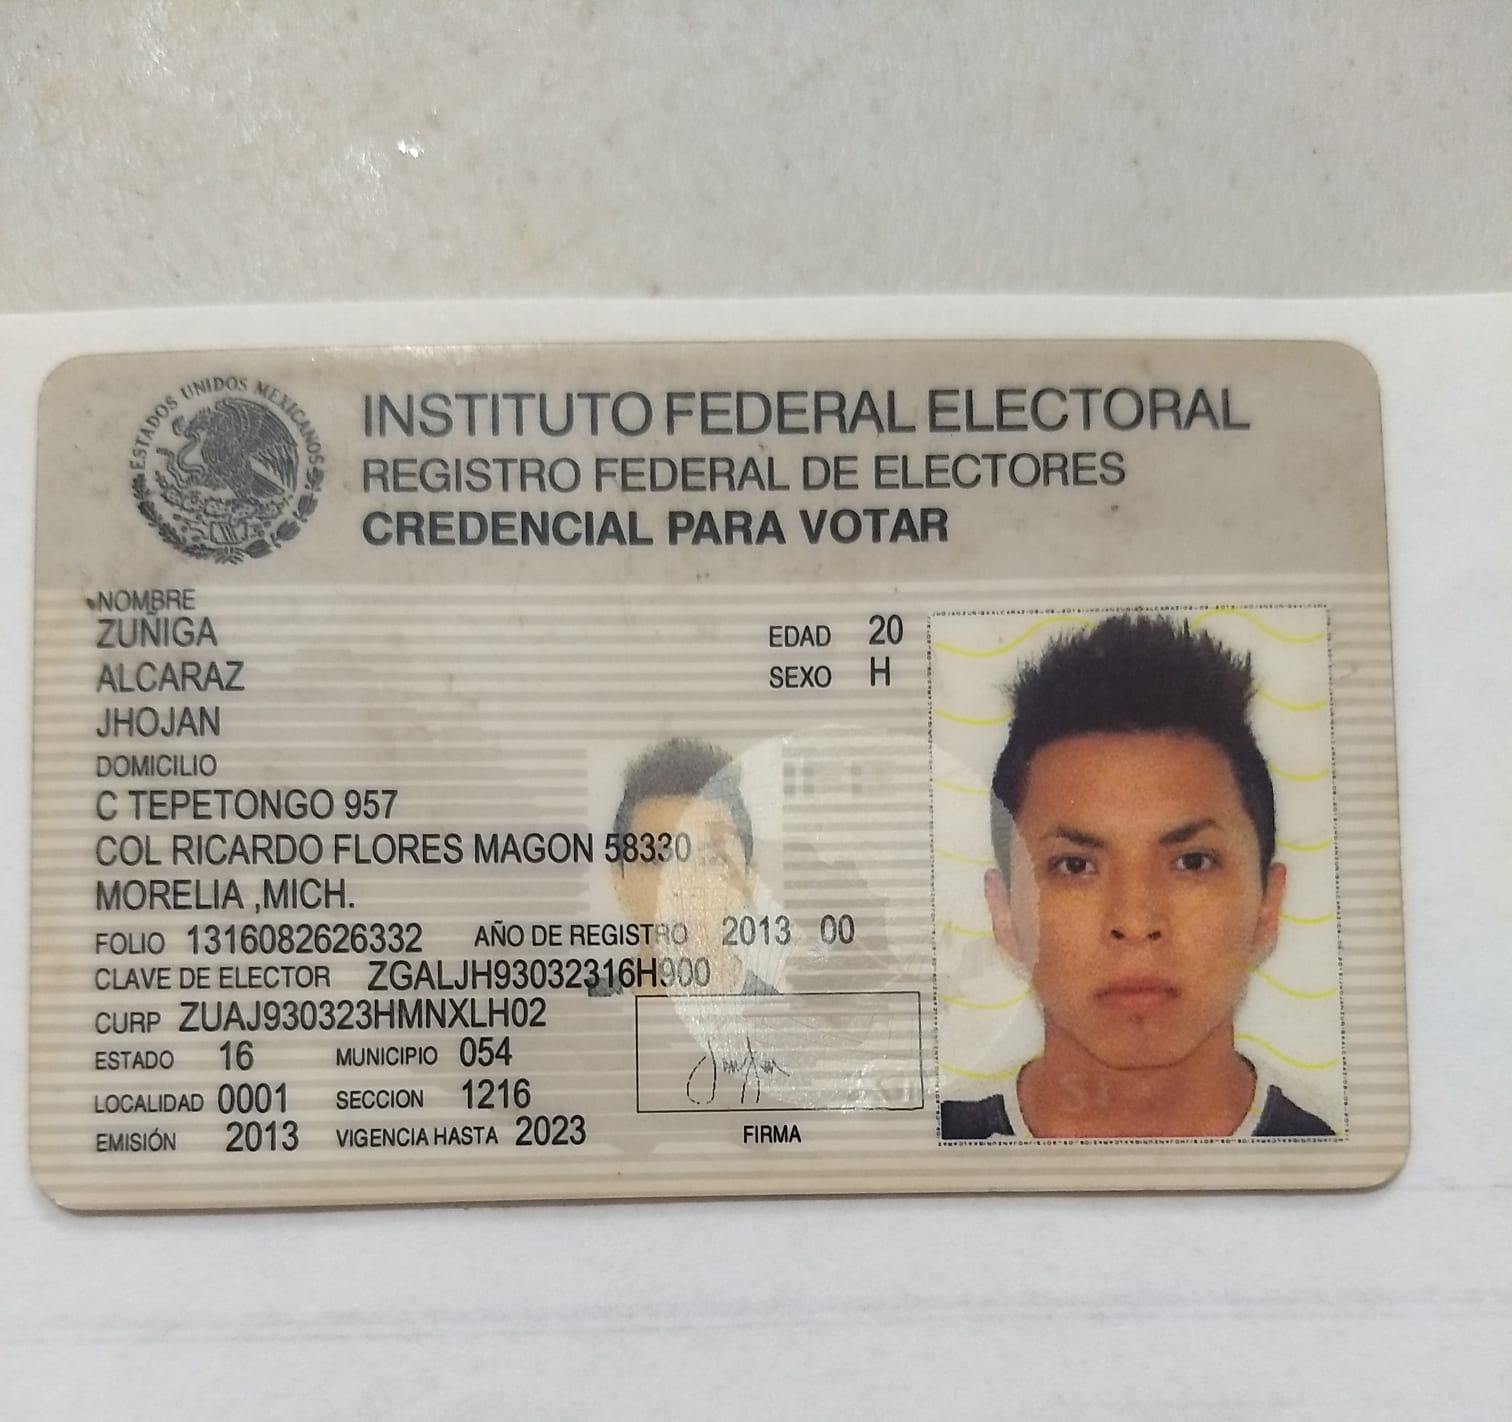 ESTADOS UNIDOS MEXICANOS
INSTITUTO FEDERAL ELECTORAL
REGISTRO FEDERAL DE ELECTORES
CREDENCIAL PARA VOTAR
NOMBRE
ZUÑIGA
ALCARAZ
JHOJAN
EDAD 20
SEXO H
DOMICILIO
C TEPETONGO 957
COL RICARDO FLORES MAGON 58330
MORELIA ,MICH.
FOLIO 1316082626332 AÑO DE REGISTRO 2013 00
CLAVE DE ELECTOR ZGALJH93032316H900
CURP ZUAJ930323HMNXLH02
ESTADO 16 MUNICIPIO 054
LOCALIDAD 0001 SECCION 1216
EMISIÓN 2013 VIGENCIA HASTA 2023
FIRMA